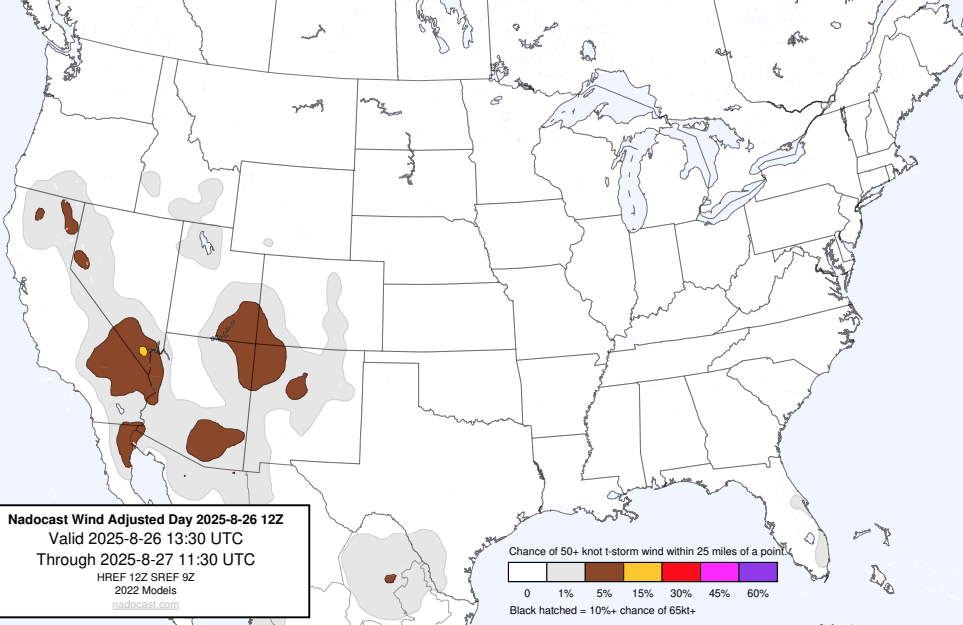 Nadocast Wind Adjusted Day 2025-8-26 12Z
Valid 2025-8-26 13:30 UTC
Through 2025-8-27 11:30 UTC
HREF 12Z SREF 9Z
2022 Models
nadocast.com
Chance of 50+ knot t-storm wind within 25 miles of a point.
0 1% 5% 15% 30% 45% 60%
Black hatched = 10%+ chance of 65kt+